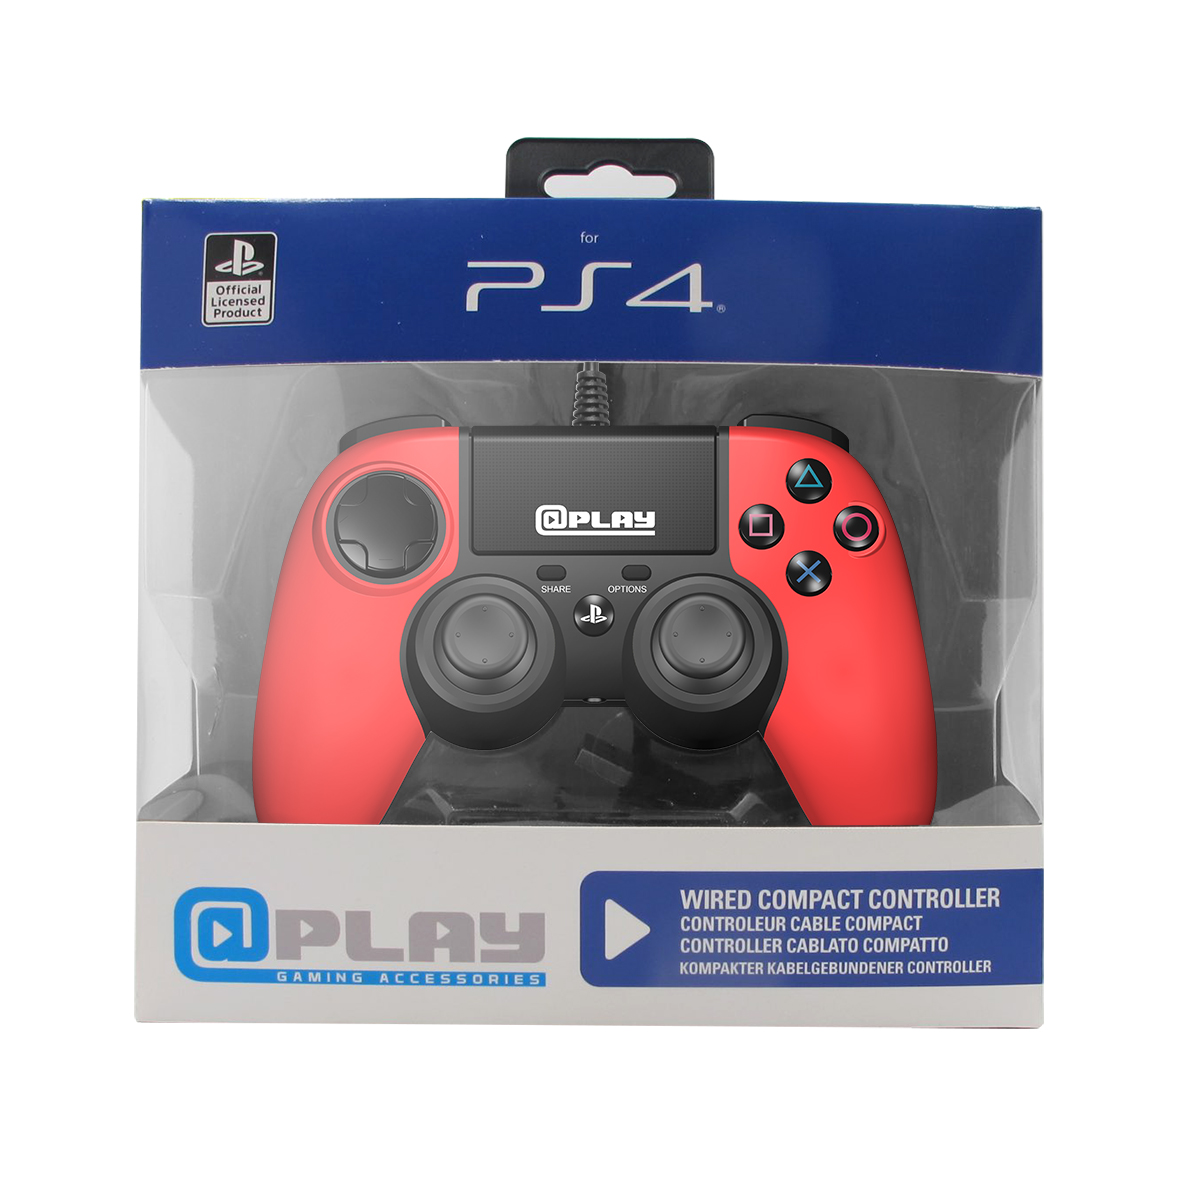 for
PS4®
Official
Licensed
Product
@PLAY
SHARE
OPTIONS
@PLAY
GAMING ACCESSORIES
WIRED COMPACT CONTROLLER
CONTROLEUR CABLE COMPACT
CONTROLLER CABLATO COMPATTO
KOMPAKTER KABELGEBUNDENER CONTROLLER